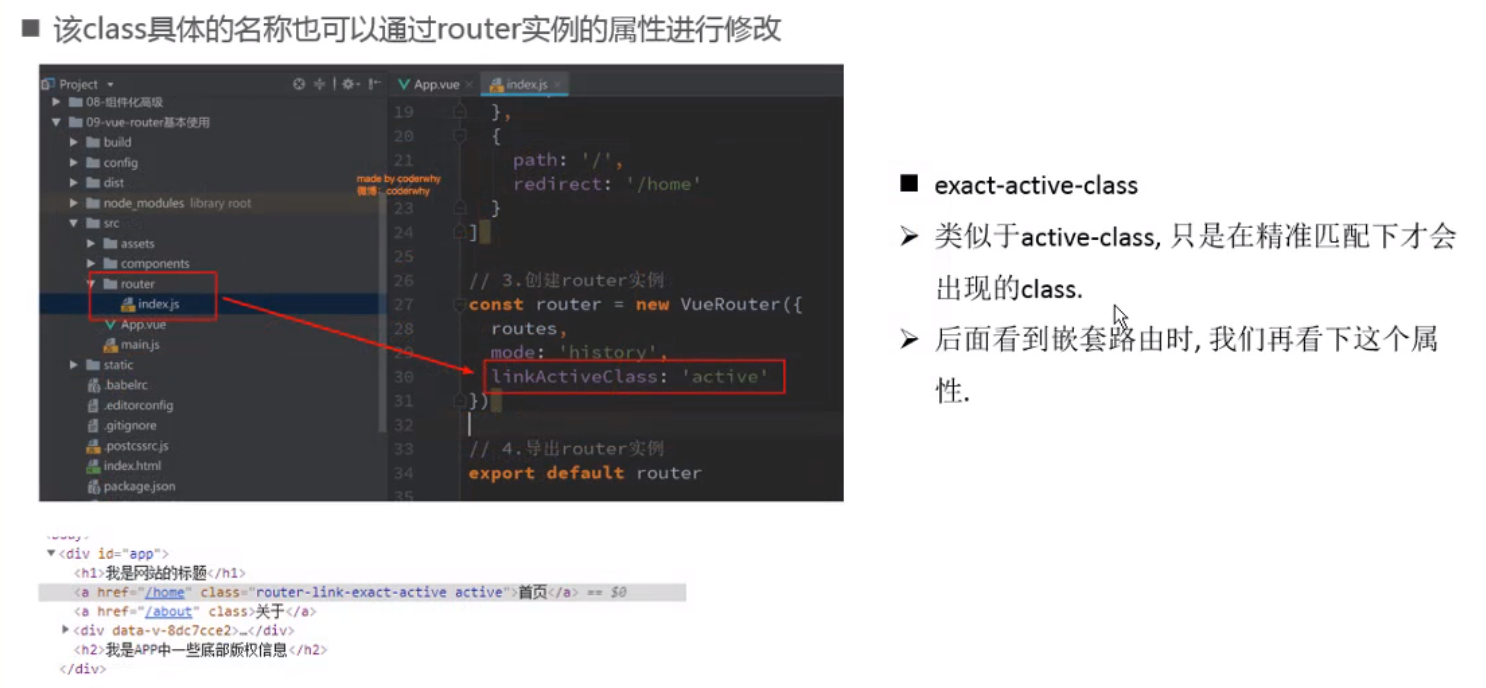 ■ 该class具体的名称也可以通过router实例的属性进行修改
Project
08-组件化高级
09-vue-router基本使用
build
config
dist
node_modules library root
src
assets
components
router
index.js
App.vue
main.js
static
.babelrc
.editorconfig
.gitignore
.postcssrc.js
index.html
package.json
made by coderwhy
微博: coderwhy
App.vue
index.js
19 },
20 {
21 path: '/',
redirect: '/home'
23 }
24 ]
25
26 // 3.创建router实例
27 const router = new VueRouter({
28 routes,
29 mode: 'history',
30 linkActiveClass: 'active'
31 })
32
33 // 4.导出router实例
34 export default router
35
<div id="app">
<h1>我是网站的标题</h1>
<a href="/home" class="router-link-exact-active active">首页</a> == $0
<a href="/about" class>关于</a>
<div data-v-8dc7cce2>…</div>
<h2>我是APP中一些底部版权信息</h2>
</div>
■ exact-active-class
➢ 类似于active-class, 只是在精准匹配下才会
出现的class.
➢ 后面看到嵌套路由时, 我们再看下这个属
性.